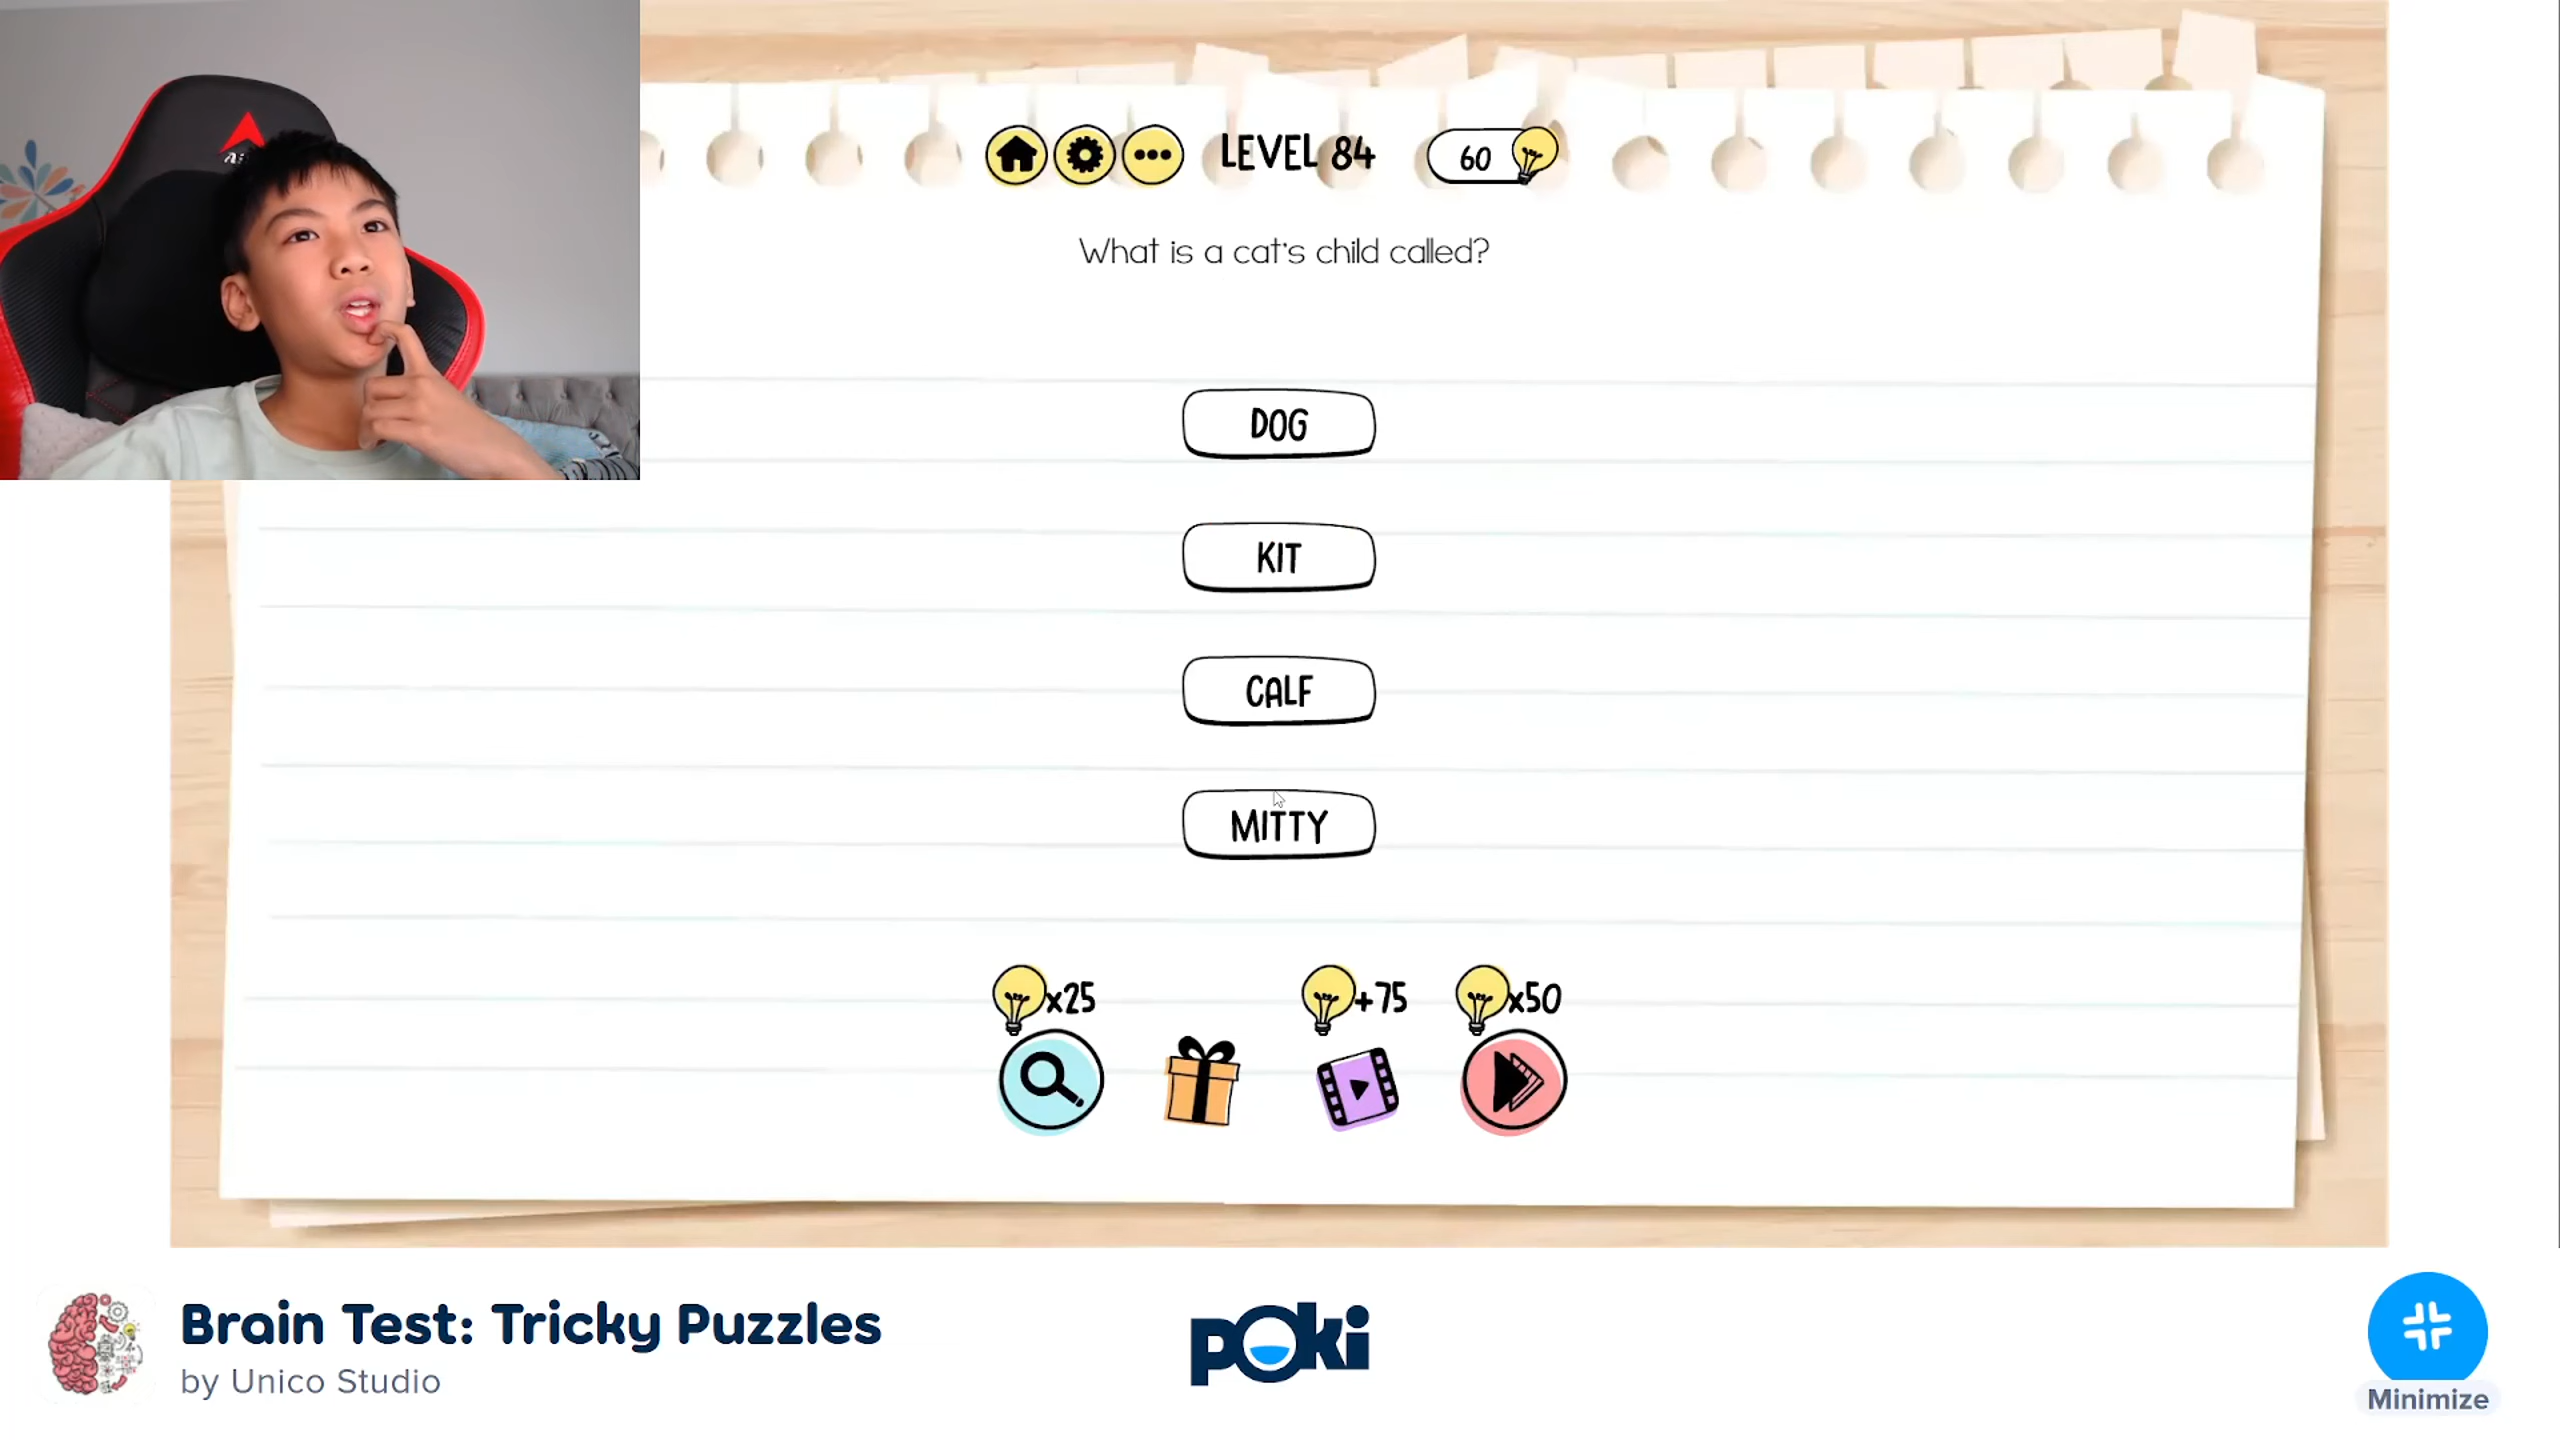 LEVEL 84
60
What is a cat's child called?
DOG
KIT
CALF
MITTY
x25
+75
x50
Brain Test: Tricky Puzzles
by Unico Studio
POKi
Minimize